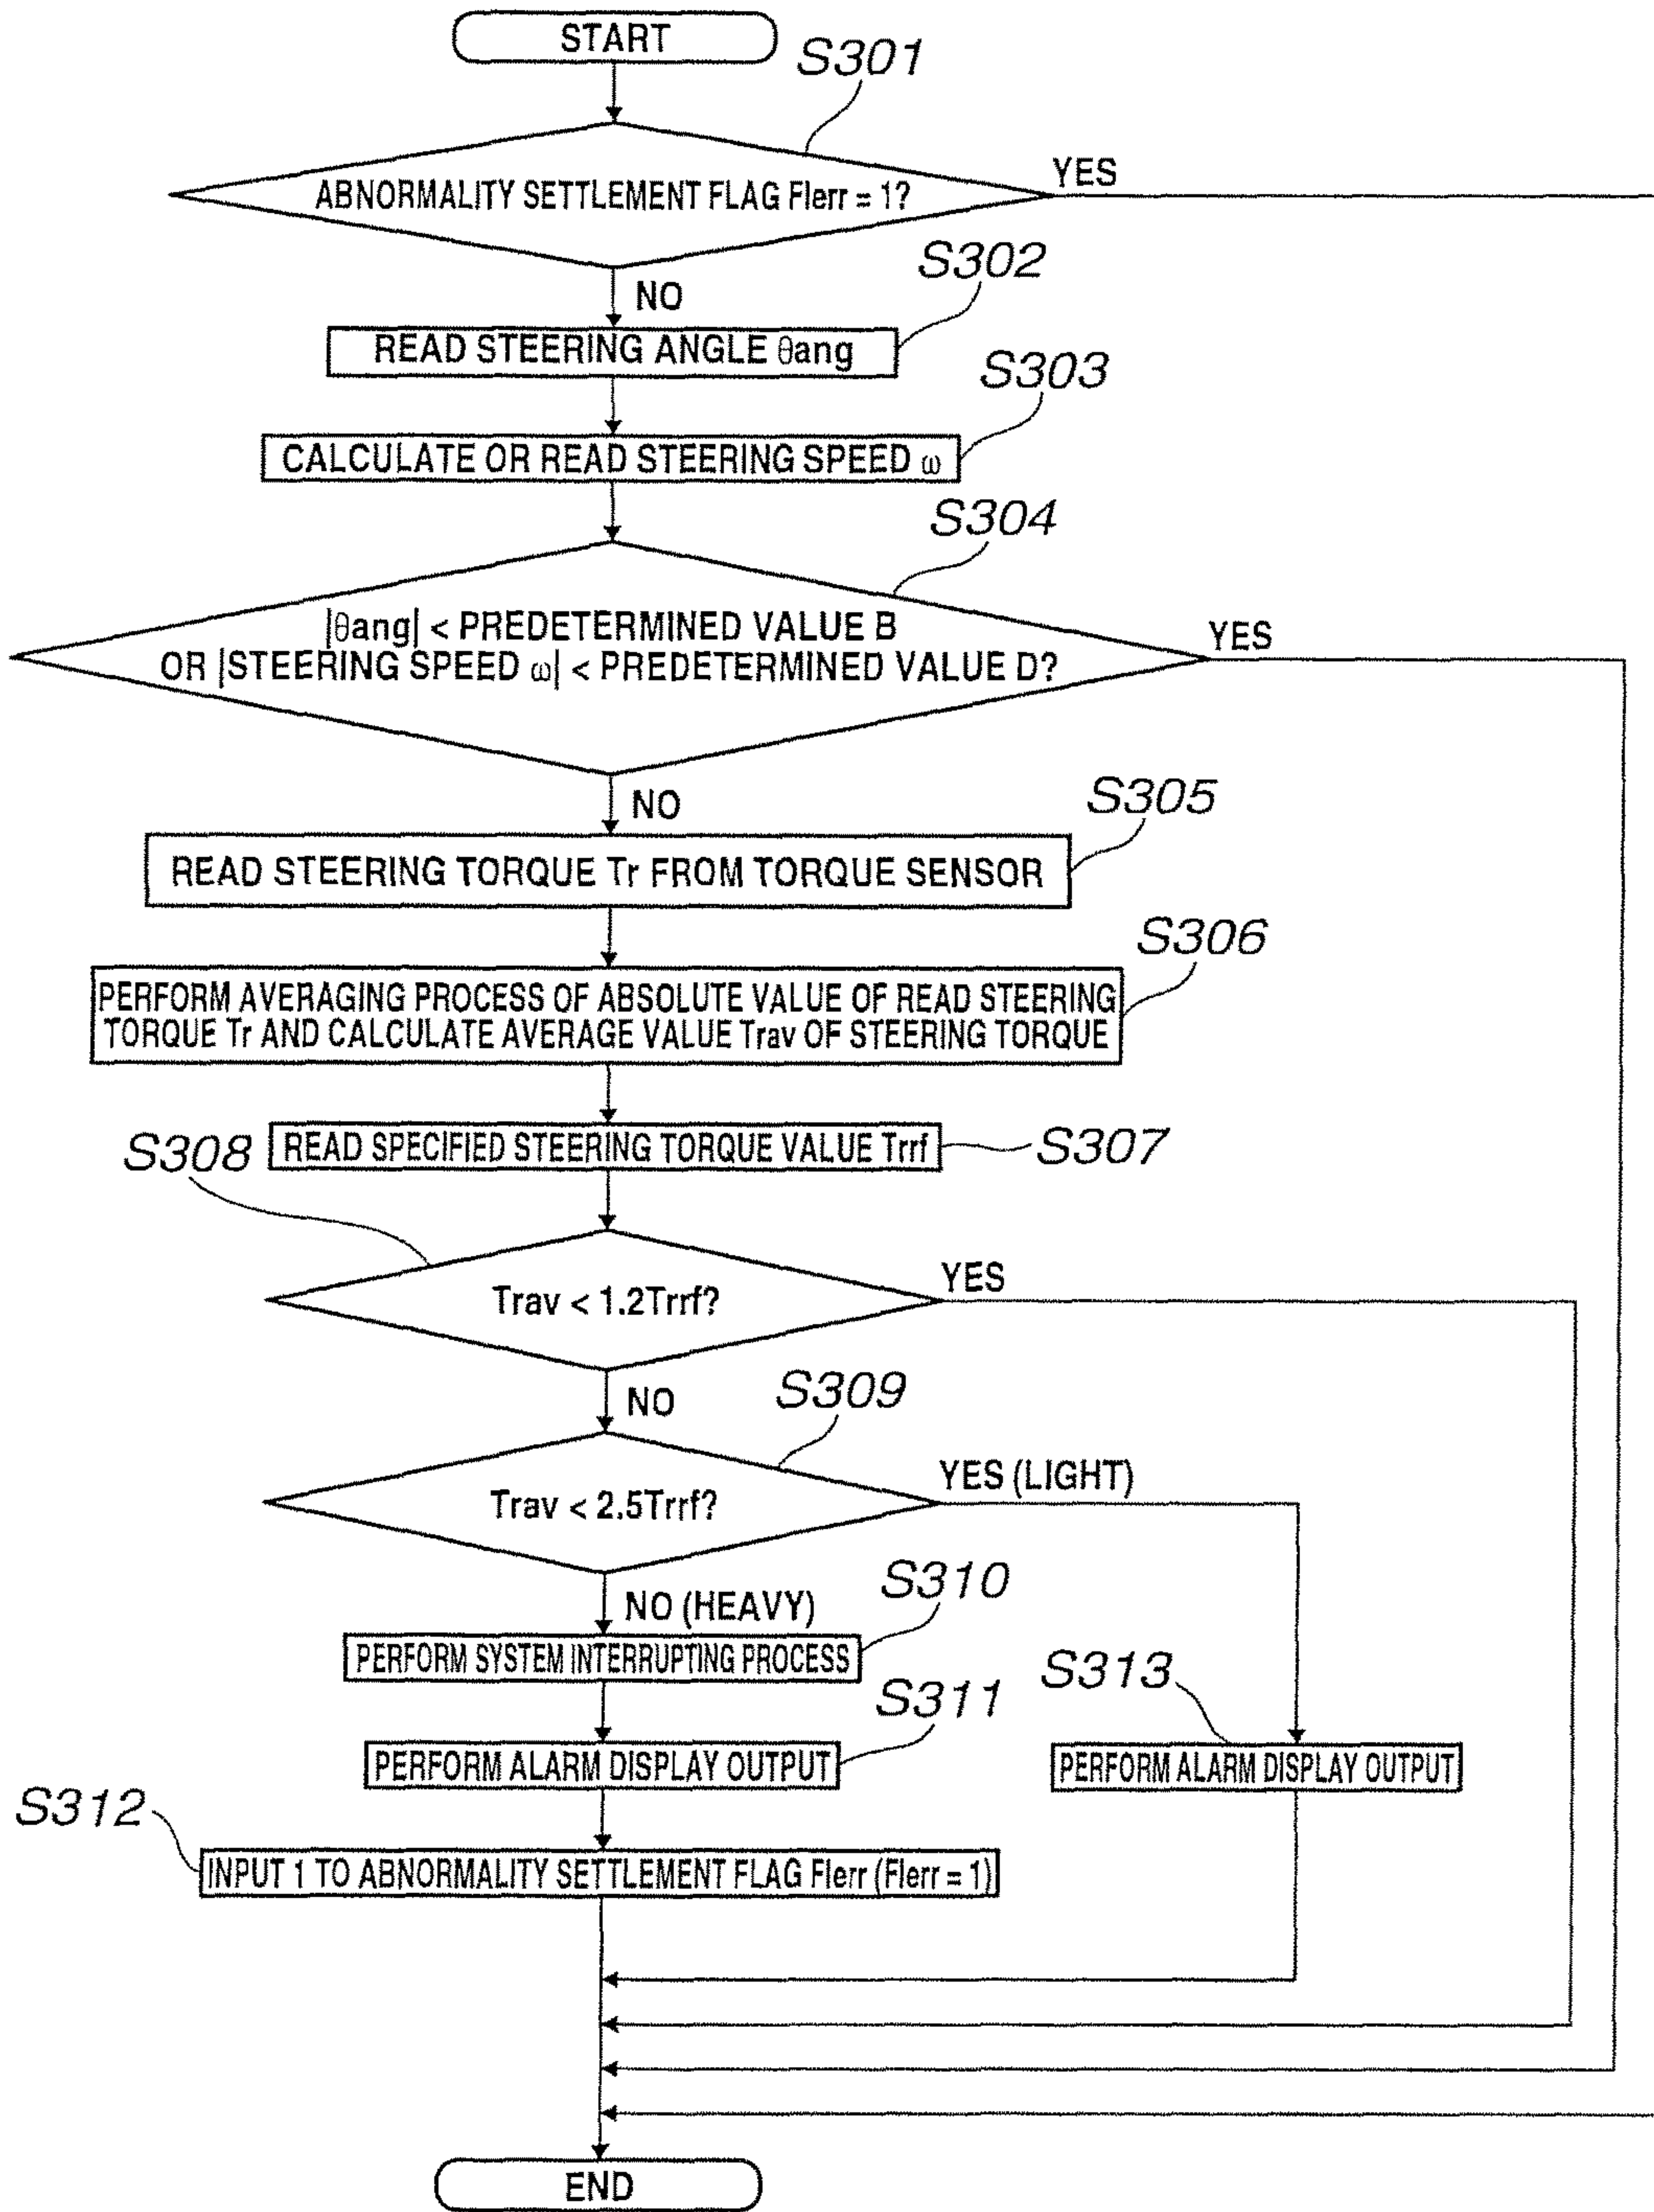 START
S301
ABNORMALITY SETTLEMENT FLAG Flerr = 1?
YES
NO
S302
READ STEERING ANGLE θang
S303
CALCULATE OR READ STEERING SPEED ω
S304
|θang| < PREDETERMINED VALUE B
OR |STEERING SPEED ω| < PREDETERMINED VALUE D?
YES
NO
S305
READ STEERING TORQUE Tr FROM TORQUE SENSOR
S306
PERFORM AVERAGING PROCESS OF ABSOLUTE VALUE OF READ STEERING
TORQUE Tr AND CALCULATE AVERAGE VALUE Trav OF STEERING TORQUE
S307
READ SPECIFIED STEERING TORQUE VALUE Trrf
S308
Trav < 1.2Trrf?
YES
NO
S309
Trav < 2.5Trrf?
YES (LIGHT)
NO (HEAVY)
S310
PERFORM SYSTEM INTERRUPTING PROCESS
S311
PERFORM ALARM DISPLAY OUTPUT
S313
PERFORM ALARM DISPLAY OUTPUT
S312
INPUT 1 TO ABNORMALITY SETTLEMENT FLAG Flerr (Flerr = 1)
END